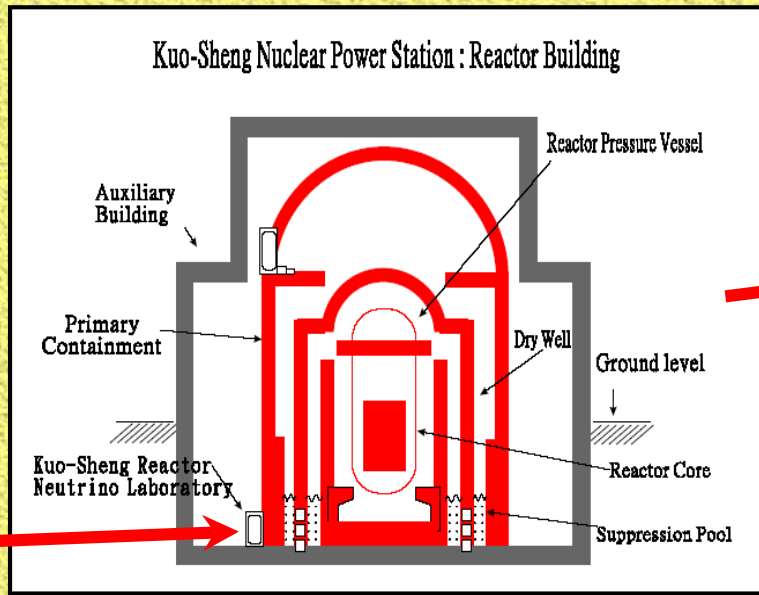 Kuo-Sheng Nuclear Power Station : Reactor Building
Reactor Pressure Vessel
Auxiliary
Building
Primary
Containment
Dry Well
Ground level
Kuo-Sheng Reactor
Neutrino Laboratory
Reactor Core
Suppression Pool